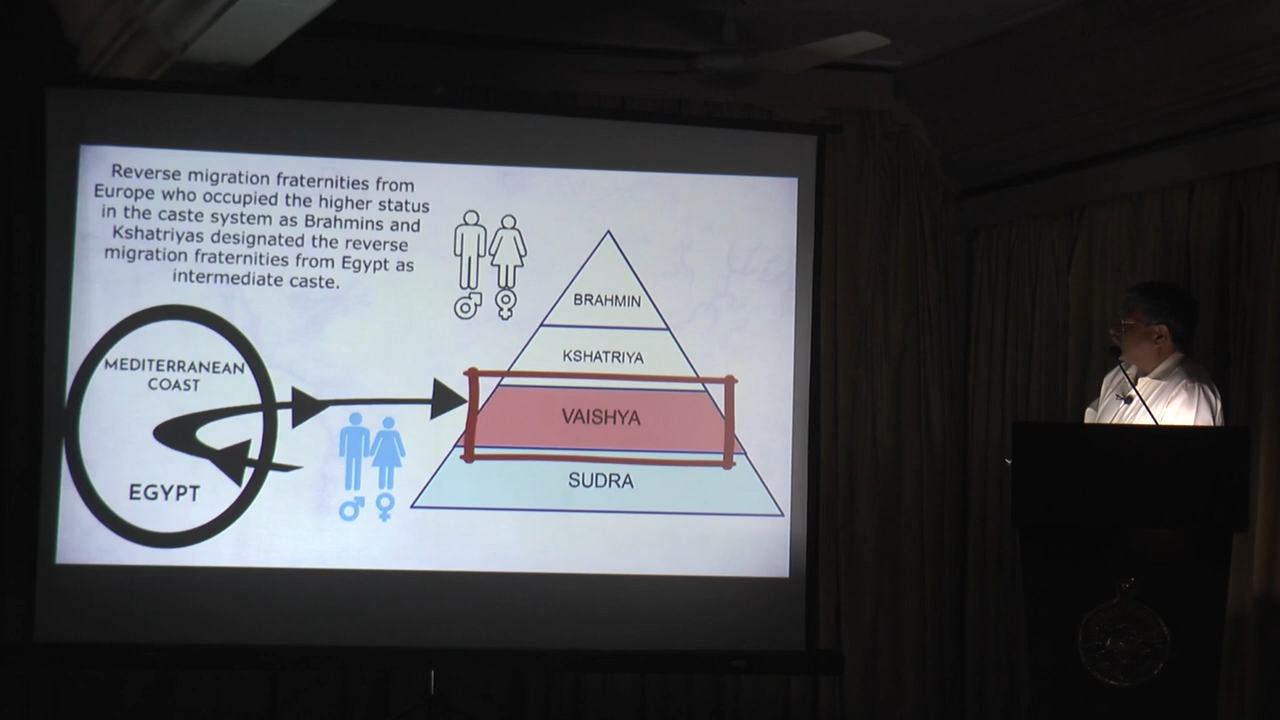 Reverse migration fraternities from
Europe who occupied the higher status
in the caste system as Brahmins and
Kshatriyas designated the reverse
migration fraternities from Egypt as
intermediate caste.
MEDITERRANEAN
COAST
EGYPT
BRAHMIN
KSHATRIYA
VAISHYA
SUDRA